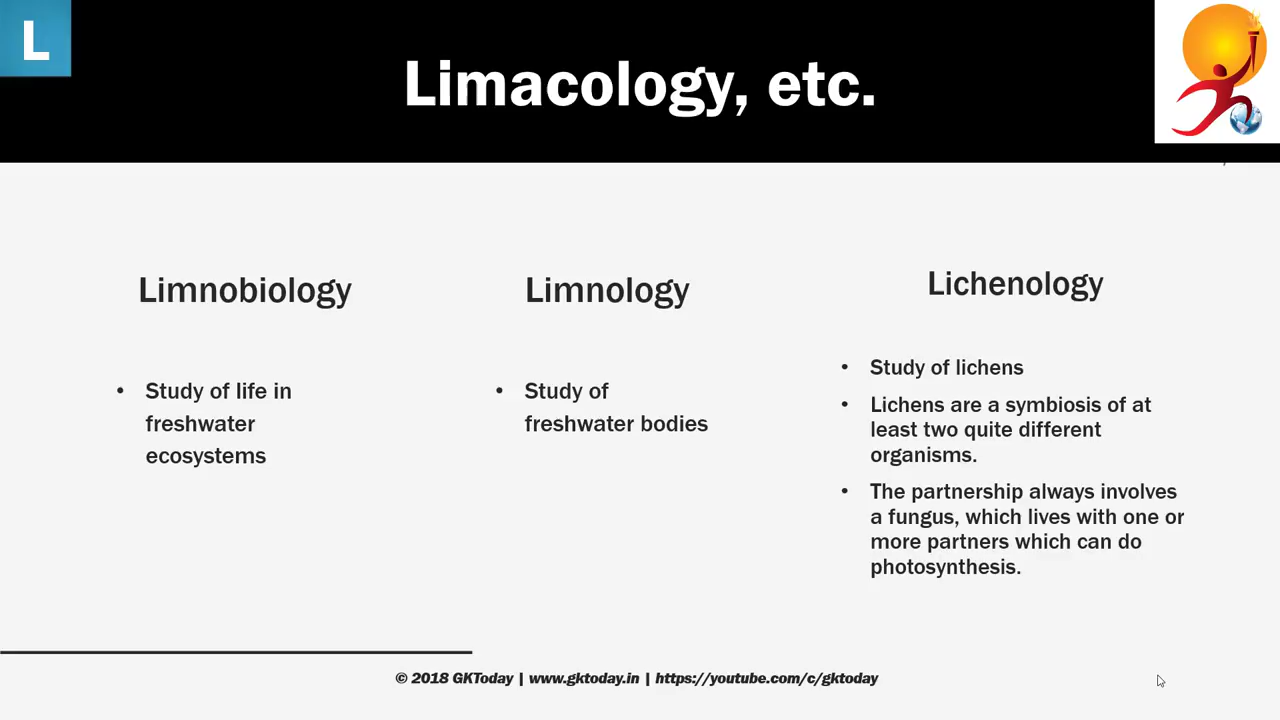 L
Limacology, etc.
Limnobiology
• Study of life in
freshwater
ecosystems
Limnology
• Study of
freshwater bodies
Lichenology
• Study of lichens
• Lichens are a symbiosis of at
least two quite different
organisms.
• The partnership always involves
a fungus, which lives with one or
more partners which can do
photosynthesis.
© 2018 GKToday | www.gktoday.in | https://youtube.com/c/gktoday